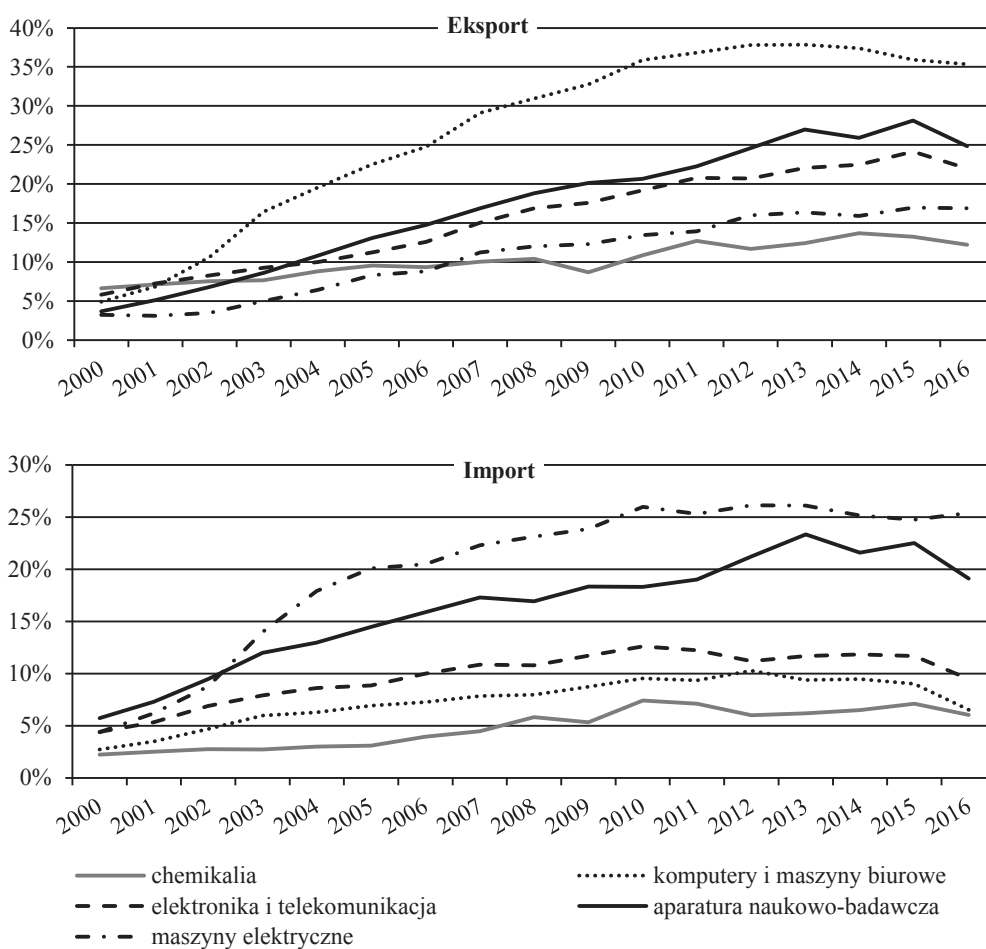 Eksport
40%
35%
30%
25%
20%
15%
10%
5%
0%
2000 2001 2002 2003 2004 2005 2006 2007 2008 2009 2010 2011 2012 2013 2014 2015 2016
Import
30%
25%
20%
15%
10%
5%
0%
2000 2001 2002 2003 2004 2005 2006 2007 2008 2009 2010 2011 2012 2013 2014 2015 2016
chemikalia
komputery i maszyny biurowe
elektronika i telekomunikacja
aparatura naukowo-badawcza
maszyny elektryczne